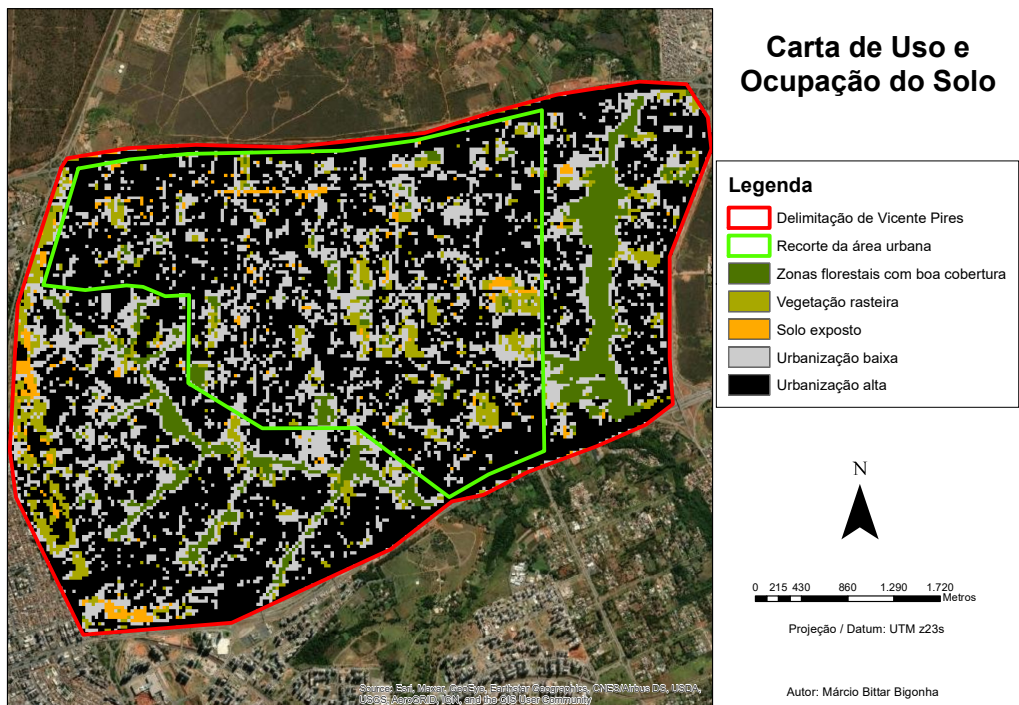 Carta de Uso e
Ocupação do Solo
Legenda
Delimitação de Vicente Pires
Recorte da área urbana
Zonas florestais com boa cobertura
Vegetação rasteira
Solo exposto
Urbanização baixa
Urbanização alta
N
0 215 430 860 1.290 1.720
Metros
Projeção / Datum: UTM z23s
Autor: Márcio Bittar Bigonha
Source: Esri, Maxar, GeoEye, Earthstar Geographics, CNES/Airbus DS, USDA,
USGS, AeroGRID, IGN, and the GIS User Community